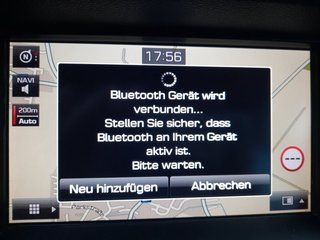 17:56
N
NAVI
200m
Auto
Bluetooth Gerät wird
verbunden...
Stellen Sie sicher, dass
Bluetooth an Ihrem Gerät
aktiv ist.
Bitte warten.
---
Neu hinzufügen
Abbrechen